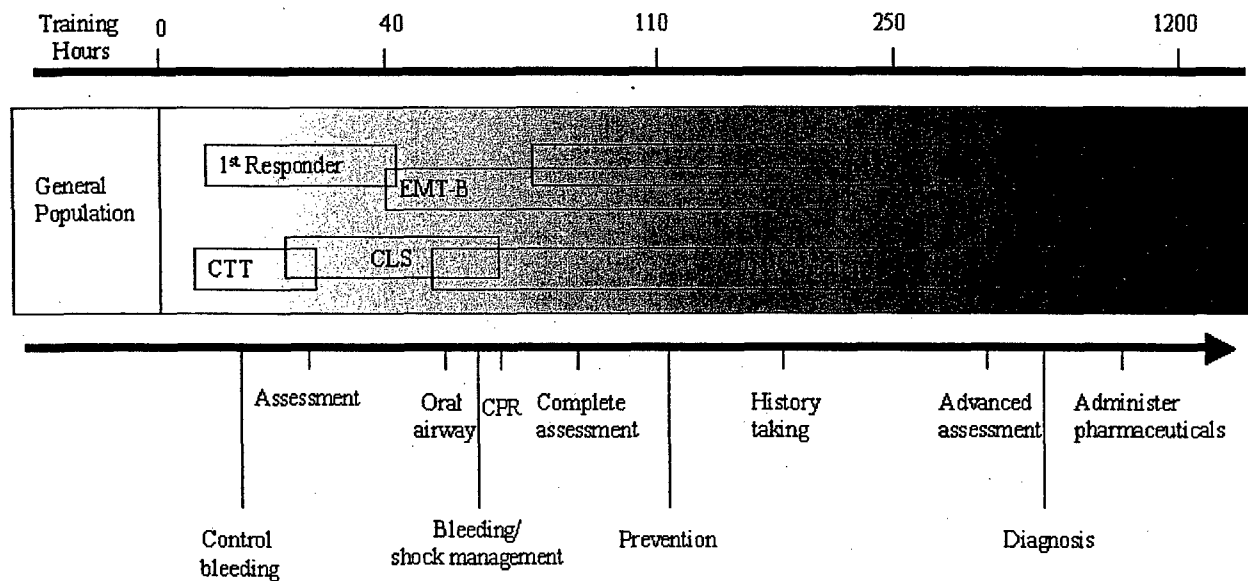 Training Hours
0 40 110 250 1200
1st Responder
EMT-B
General
Population
CTT
CLS
Assessment
Oral
airway
CPR
Complete
assessment
History
taking
Advanced
assessment
Administer
pharmaceuticals
Control
bleeding
Bleeding/
shock management
Prevention
Diagnosis